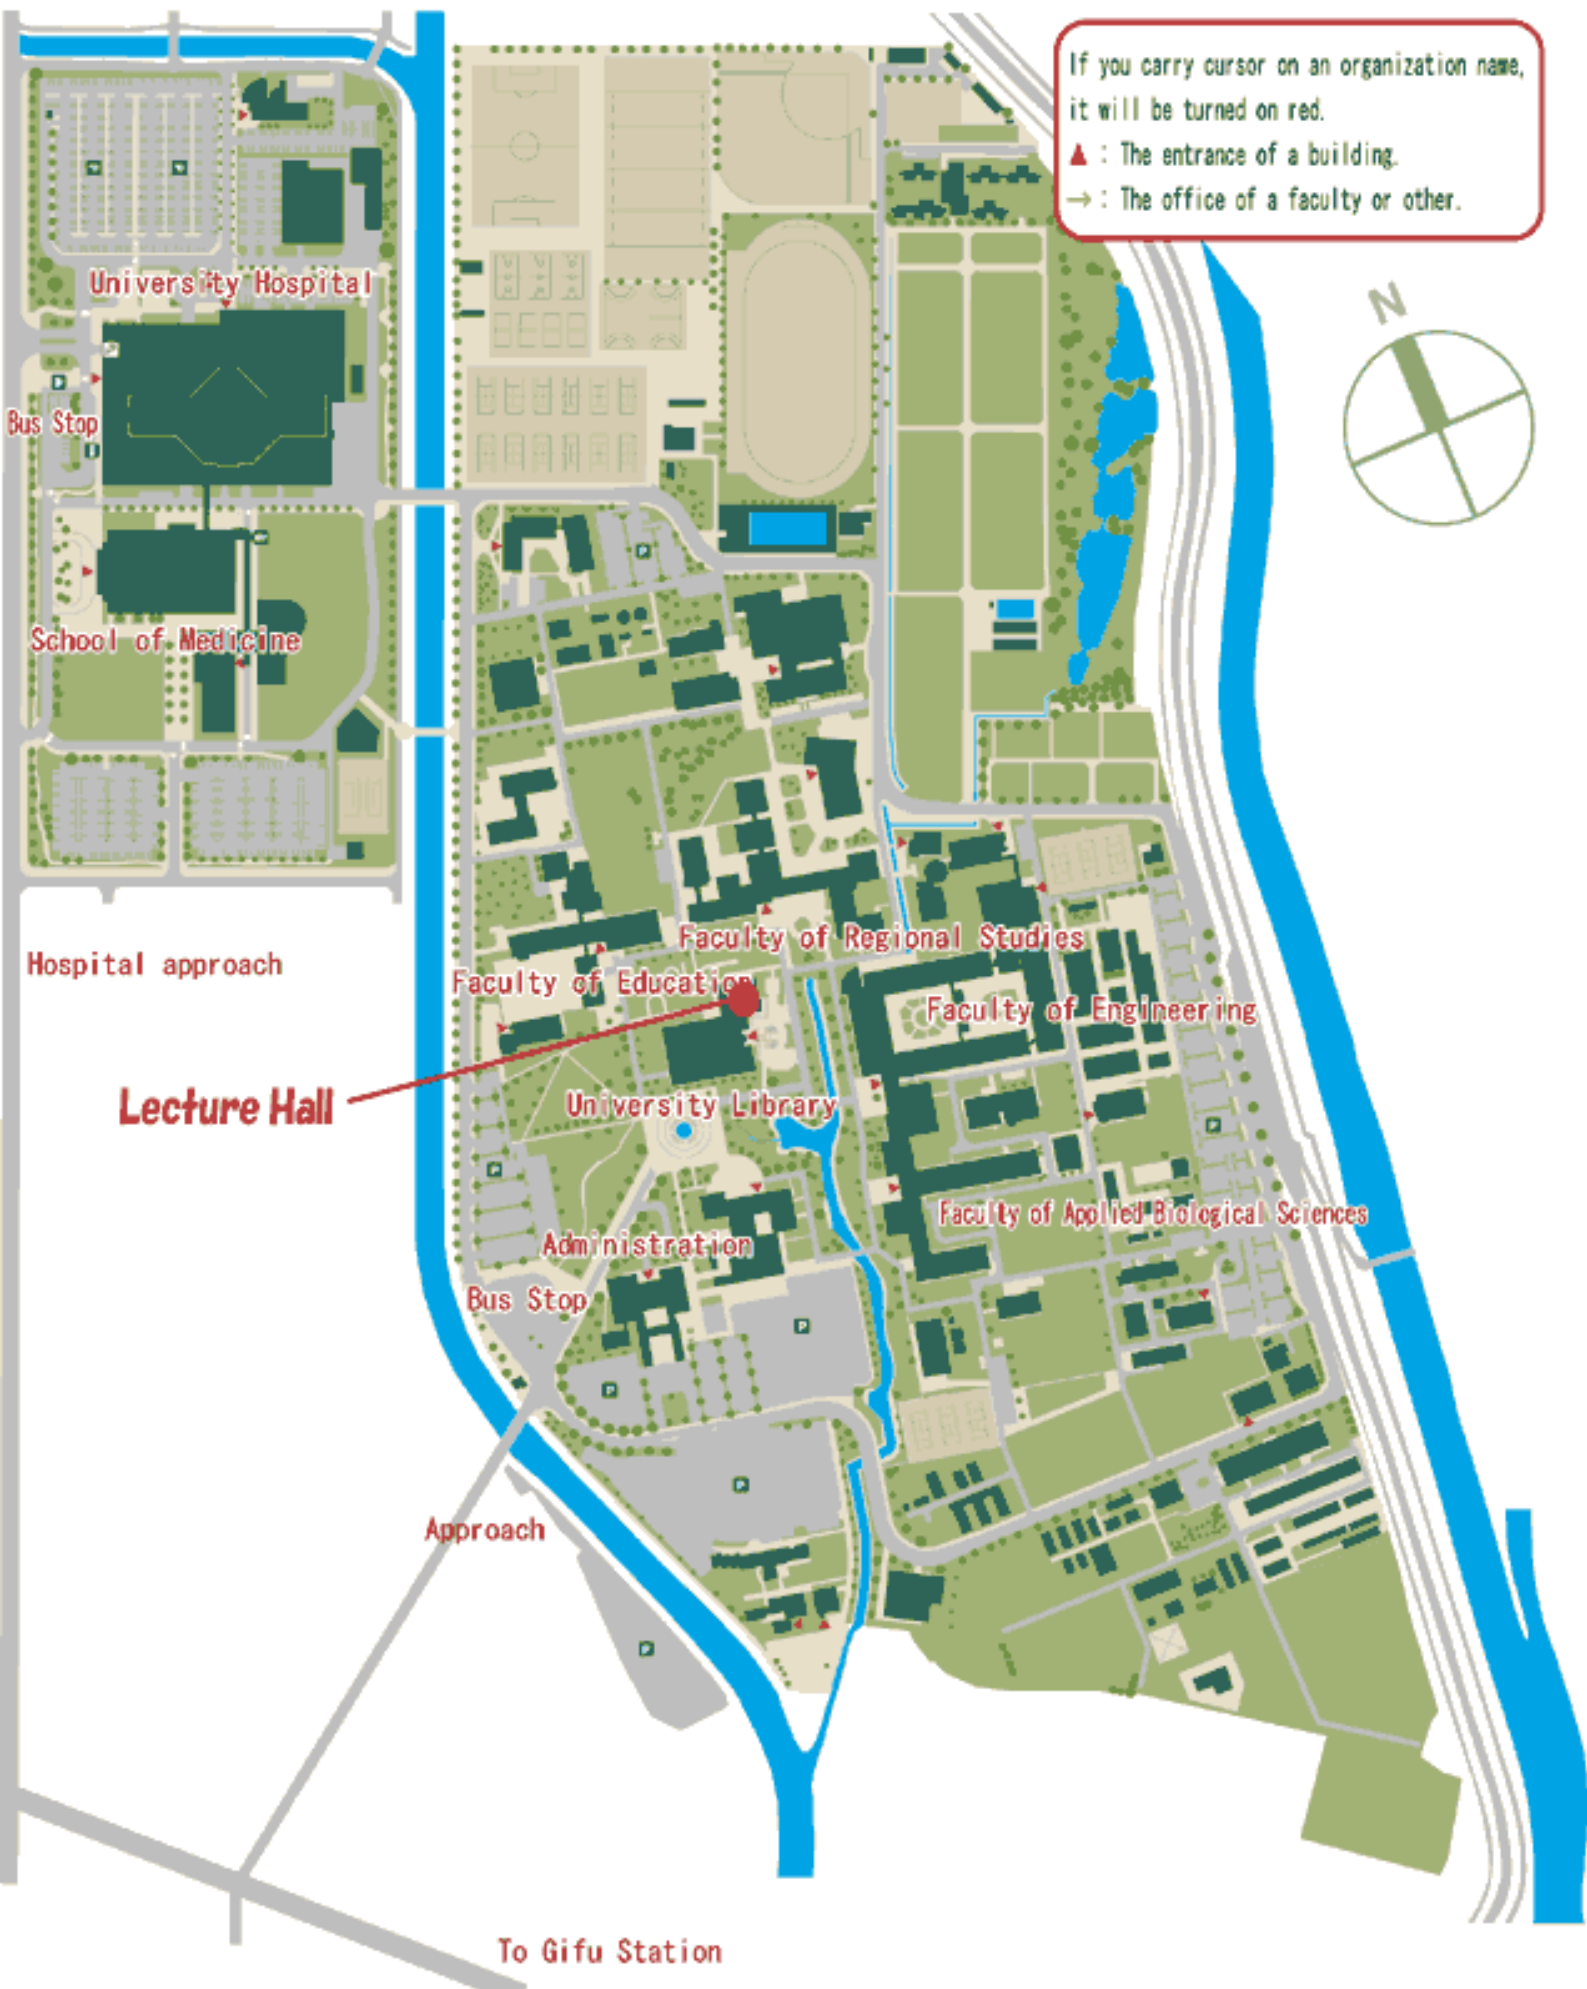 If you carry cursor on an organization name,
it will be turned on red.
▲ : The entrance of a building.
→ : The office of a faculty or other.
N
University Hospital
Bus Stop
School of Medicine
Hospital approach
Faculty of Regional Studies
Faculty of Education
Faculty of Engineering
Lecture Hall
University Library
Faculty of Applied Biological Sciences
Administration
Bus Stop
Approach
To Gifu Station
P
P
P
P
P
P
P
P